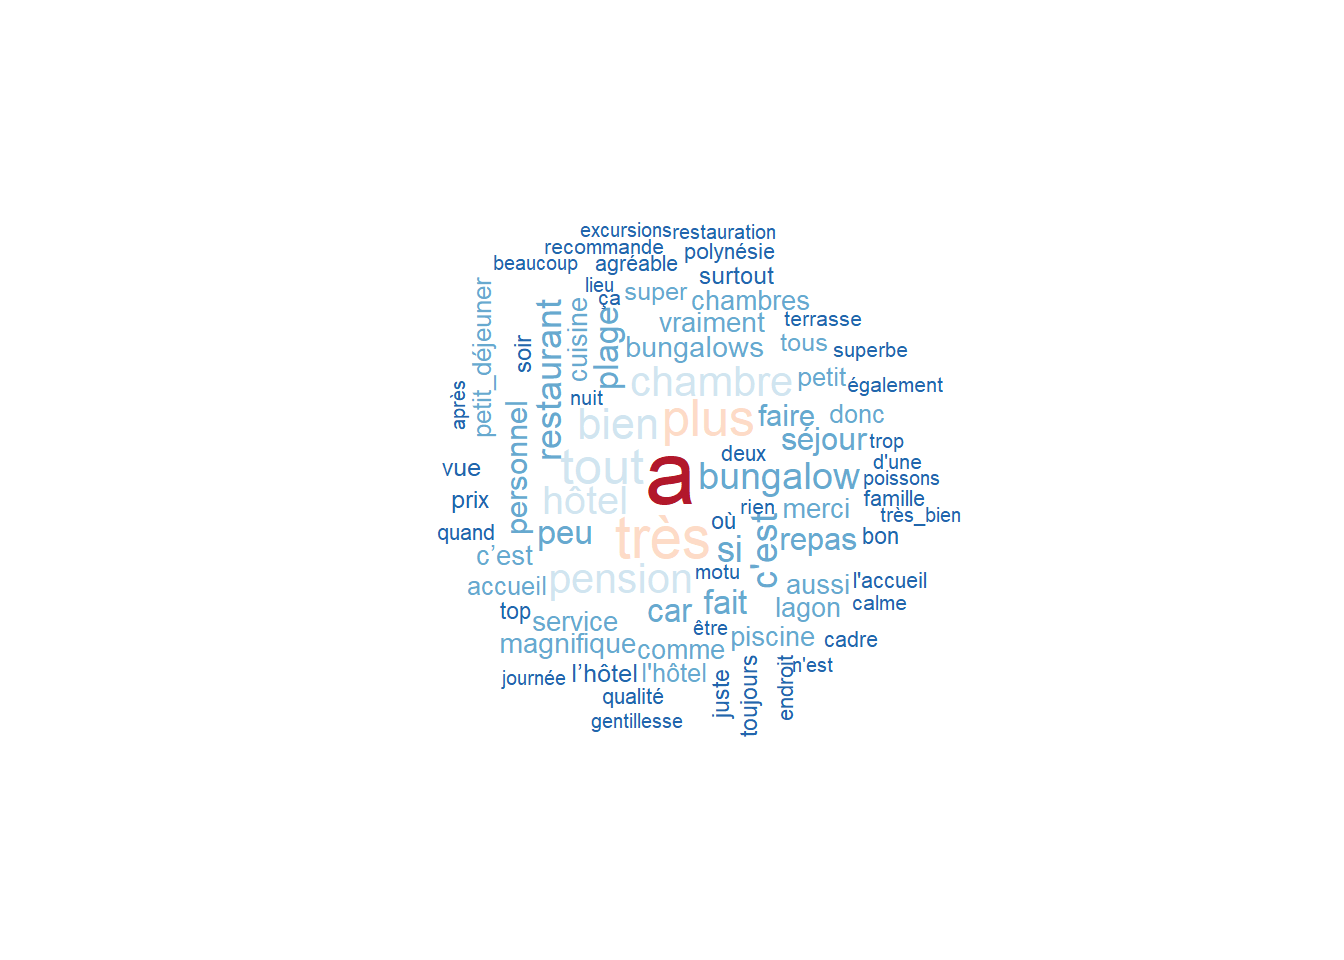 excursions restauration
recommande polynésie
beaucoup agréable surtout
lieu
ça super chambres
petit_déjeuner
soir
restaurant
cuisine
plage
vraiment terrasse
bungalows tous superbe
chambre petit également
après
nuit
personnel
bien plus faire donc
séjour trop
deux
vue tout a bungalow d'une
poissons
prix hôtel rien merci famille
très_bien
quand peu très où si c'est repas bon
c’est
accueil pension motu aussi l'accueil
top service car fait lagon calme
être
magnifique comme piscine cadre
journée l’hôtel l'hôtel n'est
qualité juste toujours endroit
gentillesse